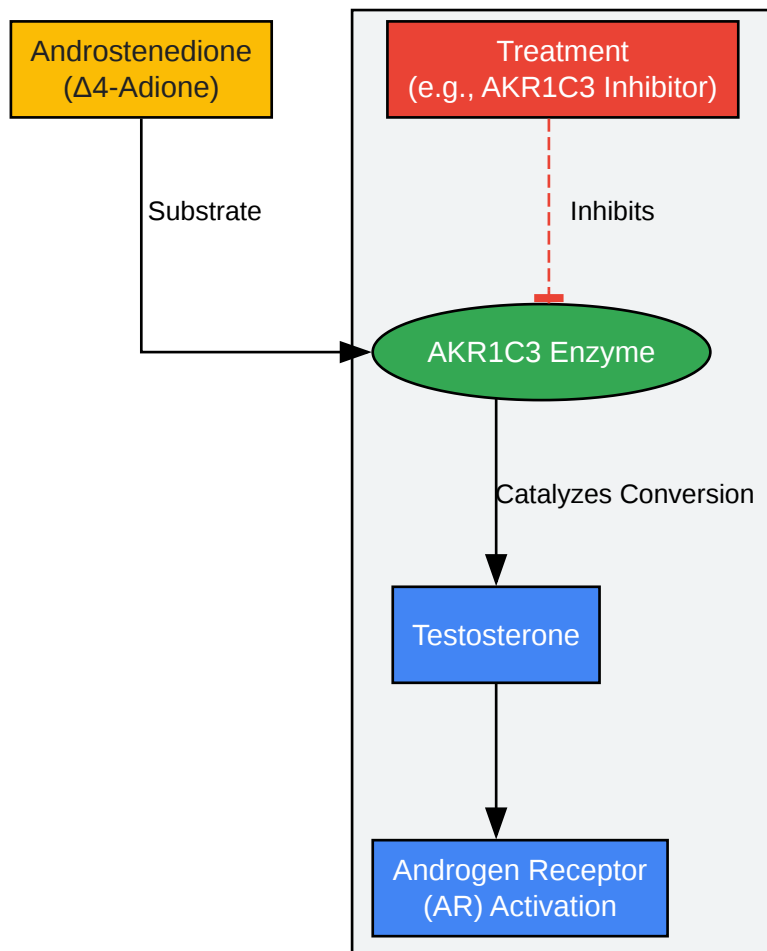 Androstenedione
(Δ4-Adione)
Treatment
(e.g., AKR1C3 Inhibitor)
Substrate
Inhibits
AKR1C3 Enzyme
Catalyzes Conversion
Testosterone
Androgen Receptor
(AR) Activation